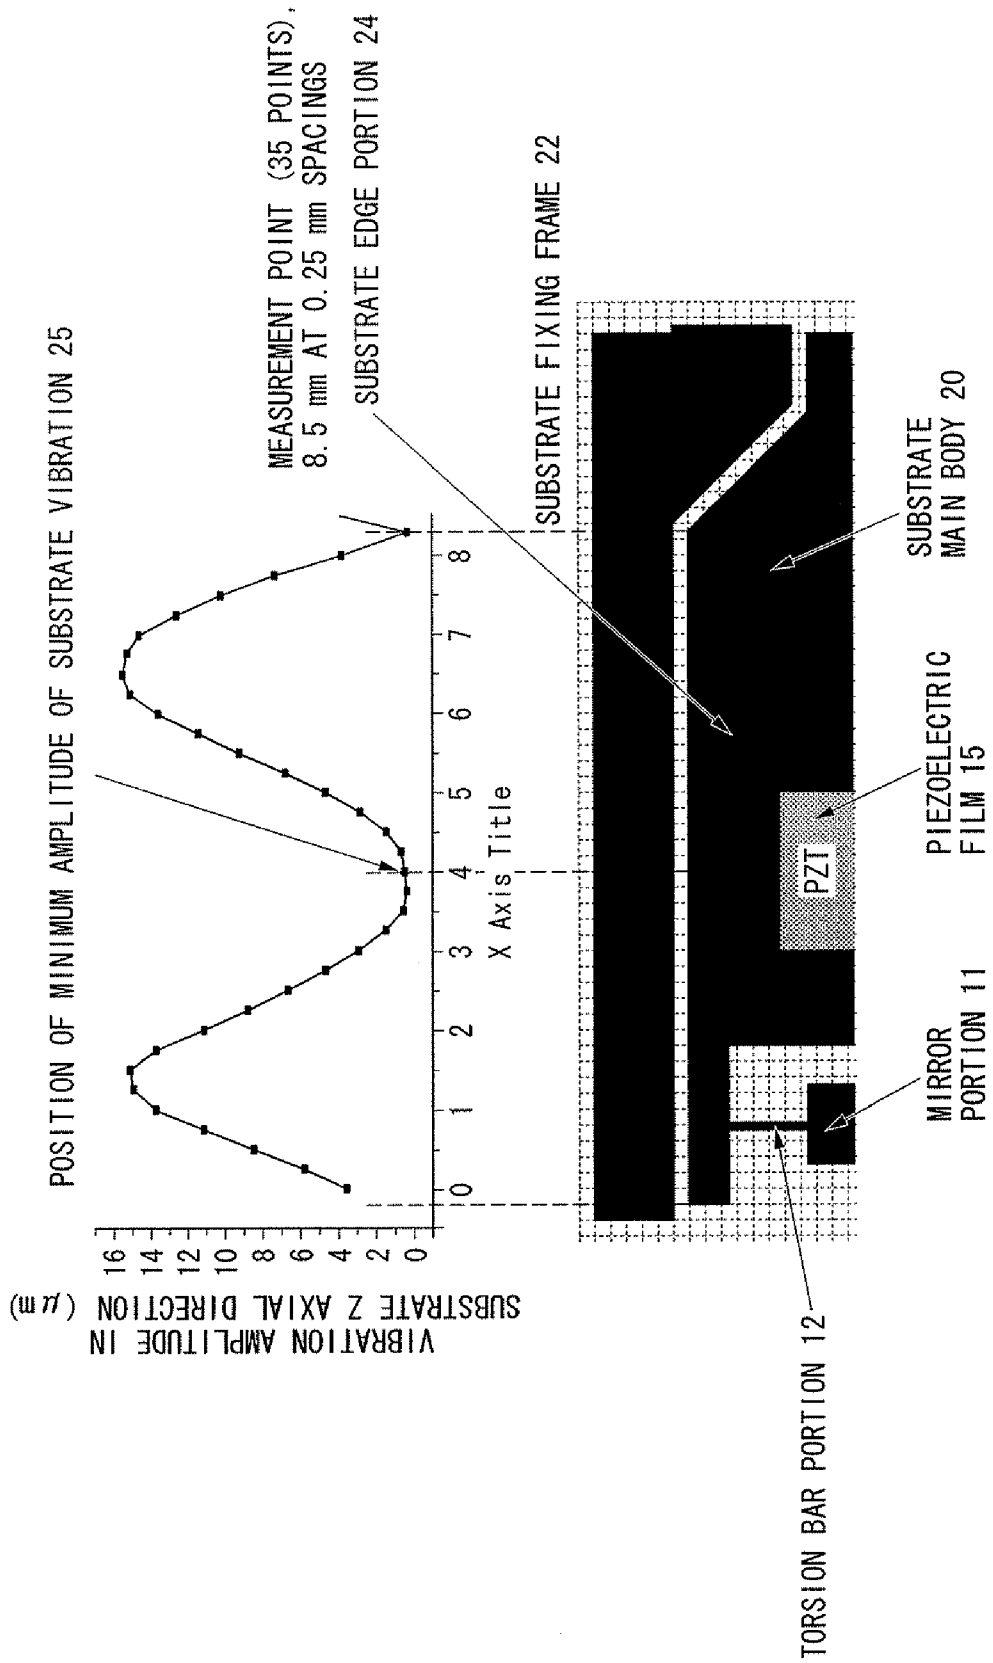 POSITION OF MINIMUM AMPLITUDE OF SUBSTRATE VIBRATION 25
MEASUREMENT POINT (35 POINTS),
8.5 mm AT 0.25 mm SPACINGS
SUBSTRATE EDGE PORTION 24
VIBRATION AMPLITUDE IN
SUBSTRATE Z AXIAL DIRECTION (μm)
16
14
12
10
8
6
4
2
0
0 1 2 3 4 5 6 7 8
X Axis Title
SUBSTRATE FIXING FRAME 22
PZT
TORSION BAR PORTION 12
MIRROR
PORTION 11
PIEZOELECTRIC
FILM 15
SUBSTRATE
MAIN BODY 20